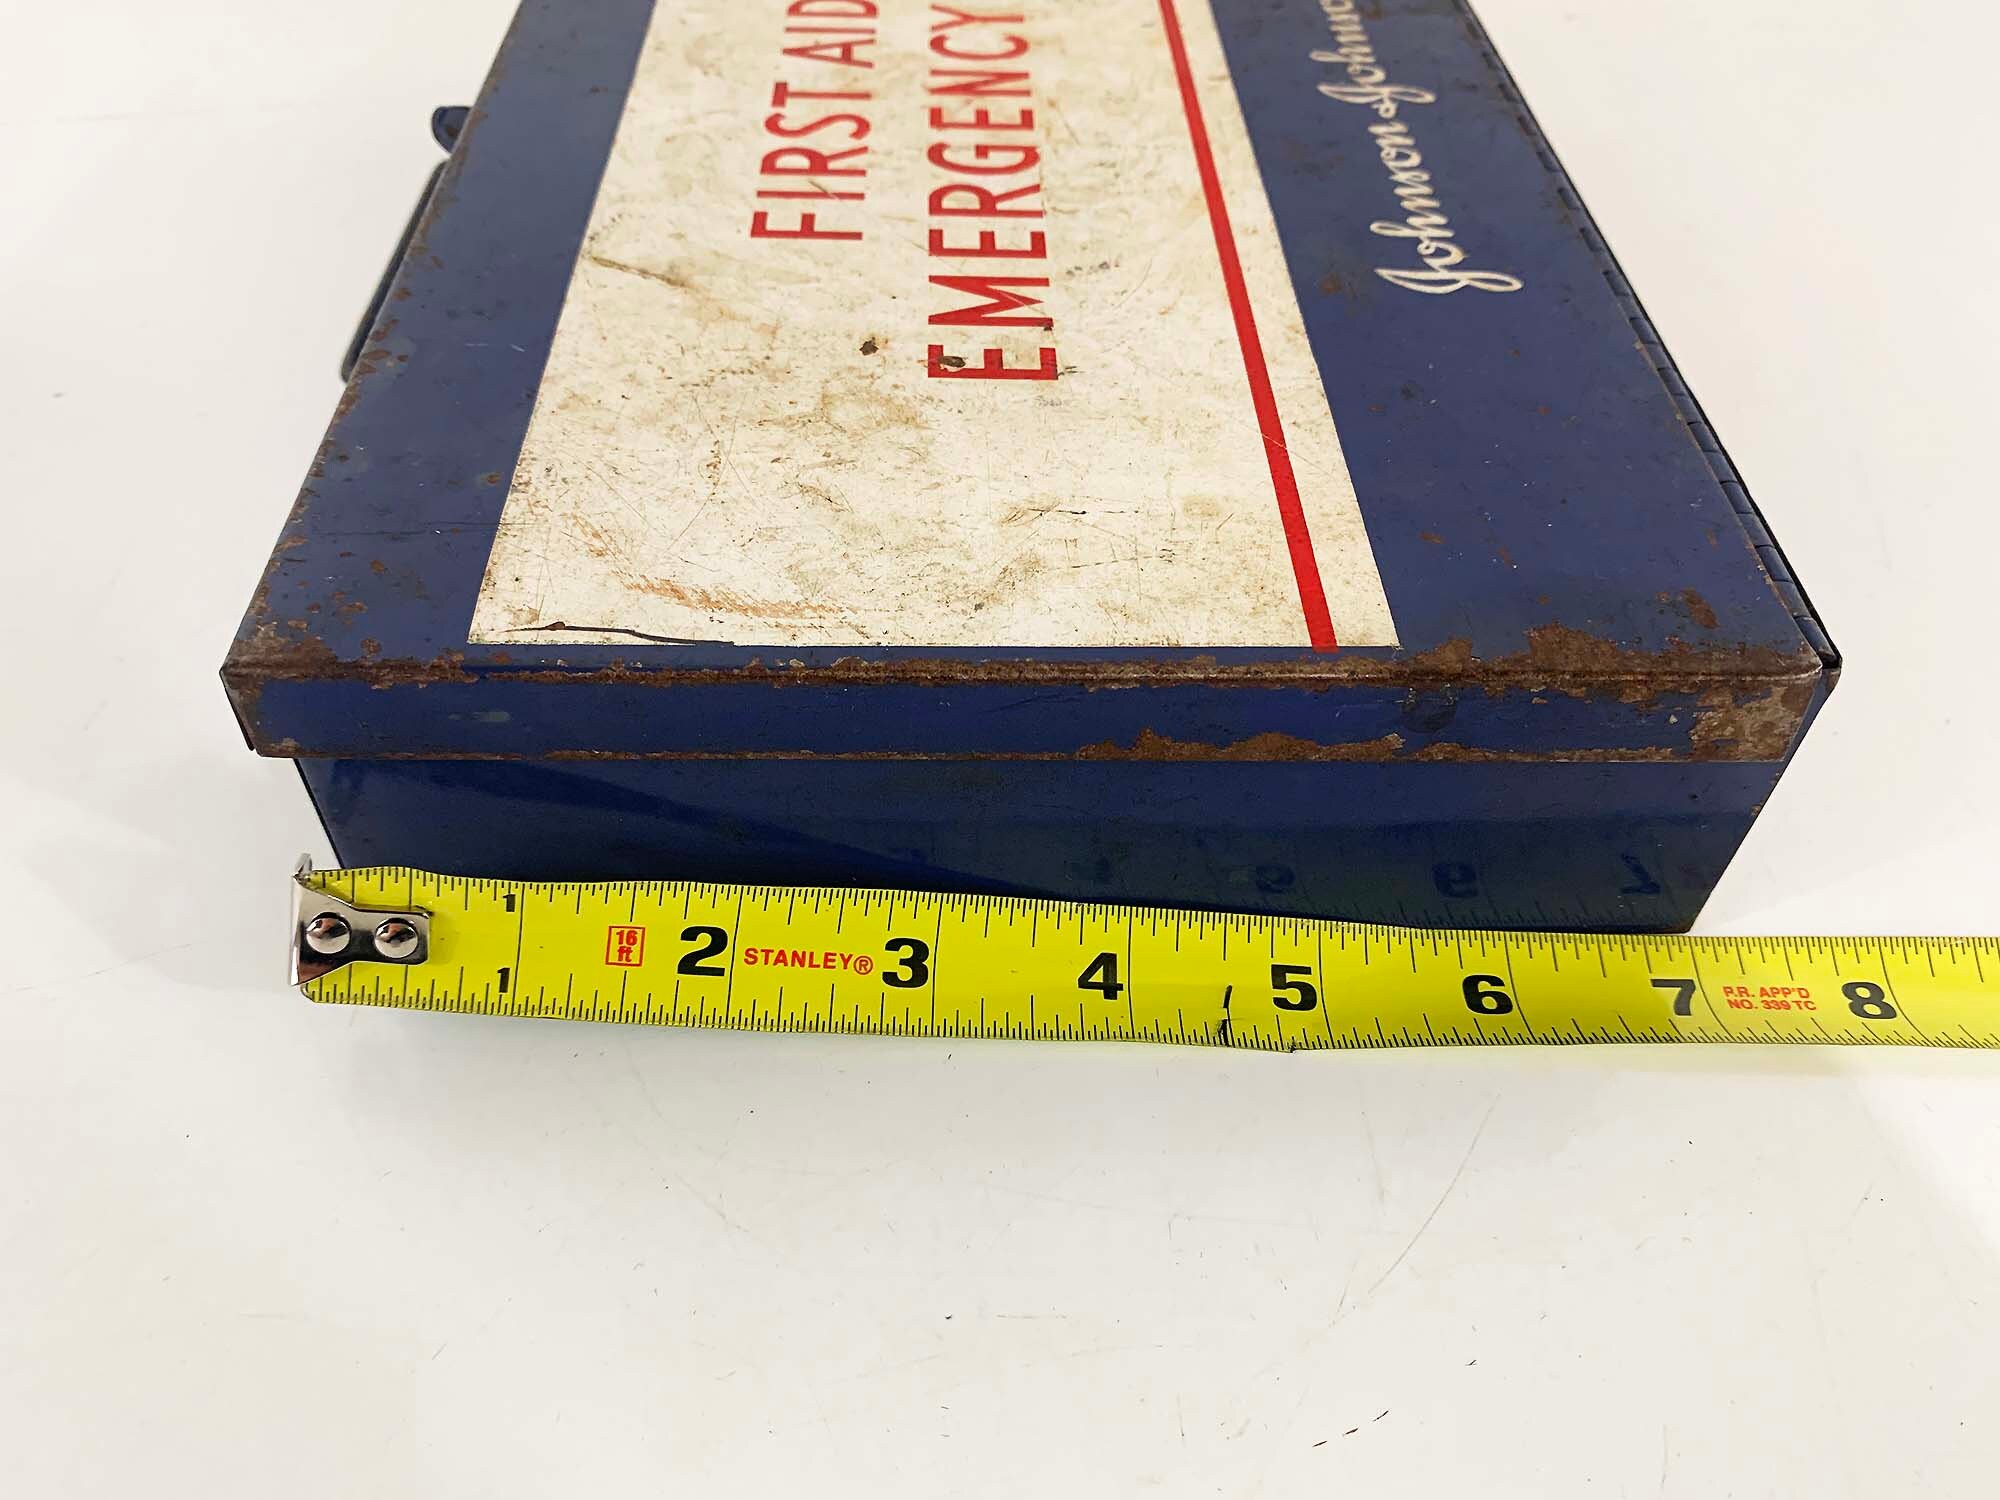 FIRST AID
EMERGENCY
Johnson & Johnson
1 2 3 4 5 6 7 8
1
16
ft
STANLEY®
P.R. APP'D
NO. 339 TC